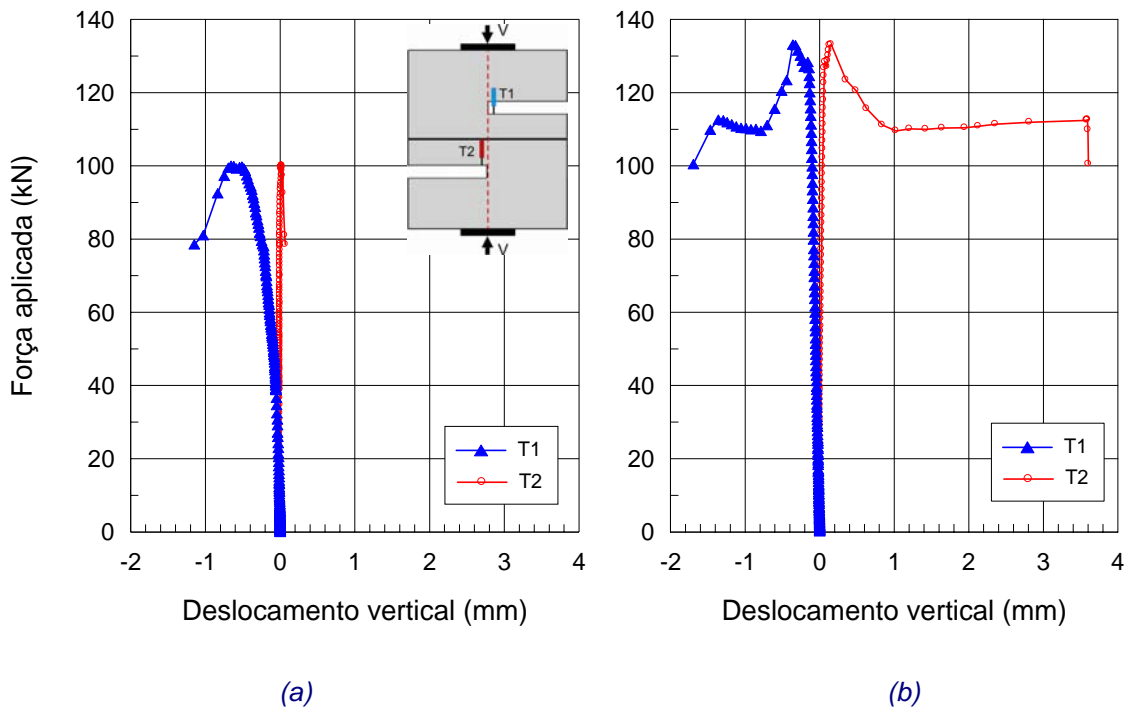 140
120
100
80
60
40
20
0
-2 -1 0 1 2 3 4
Força aplicada (kN)
Deslocamento vertical (mm)
V
T1
T2
V
T1
T2
(a)
140
120
100
80
60
40
20
0
-2 -1 0 1 2 3 4
Deslocamento vertical (mm)
T1
T2
(b)